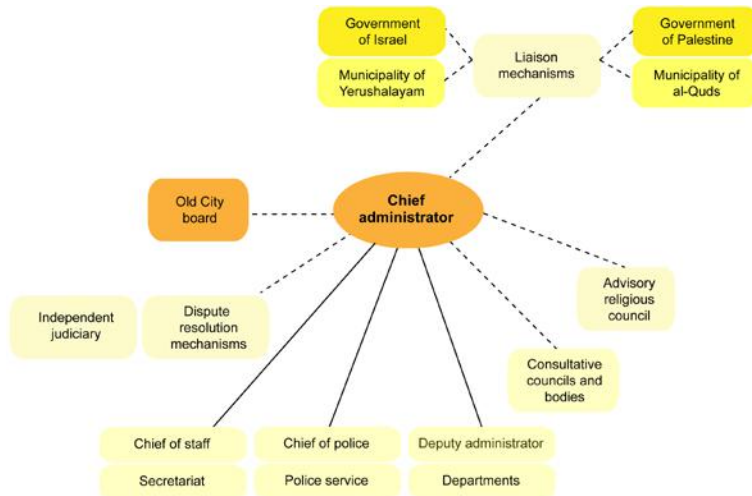 Government
of Israel
Government
of Palestine
Liaison
mechanisms
Municipality of
Yerushalayam
Municipality of
al-Quds
Old City
board
Chief
administrator
Advisory
religious
council
Independent
judiciary
Dispute
resolution
mechanisms
Consultative
councils and
bodies
Chief of staff
Chief of police
Deputy administrator
Secretariat
Police service
Departments